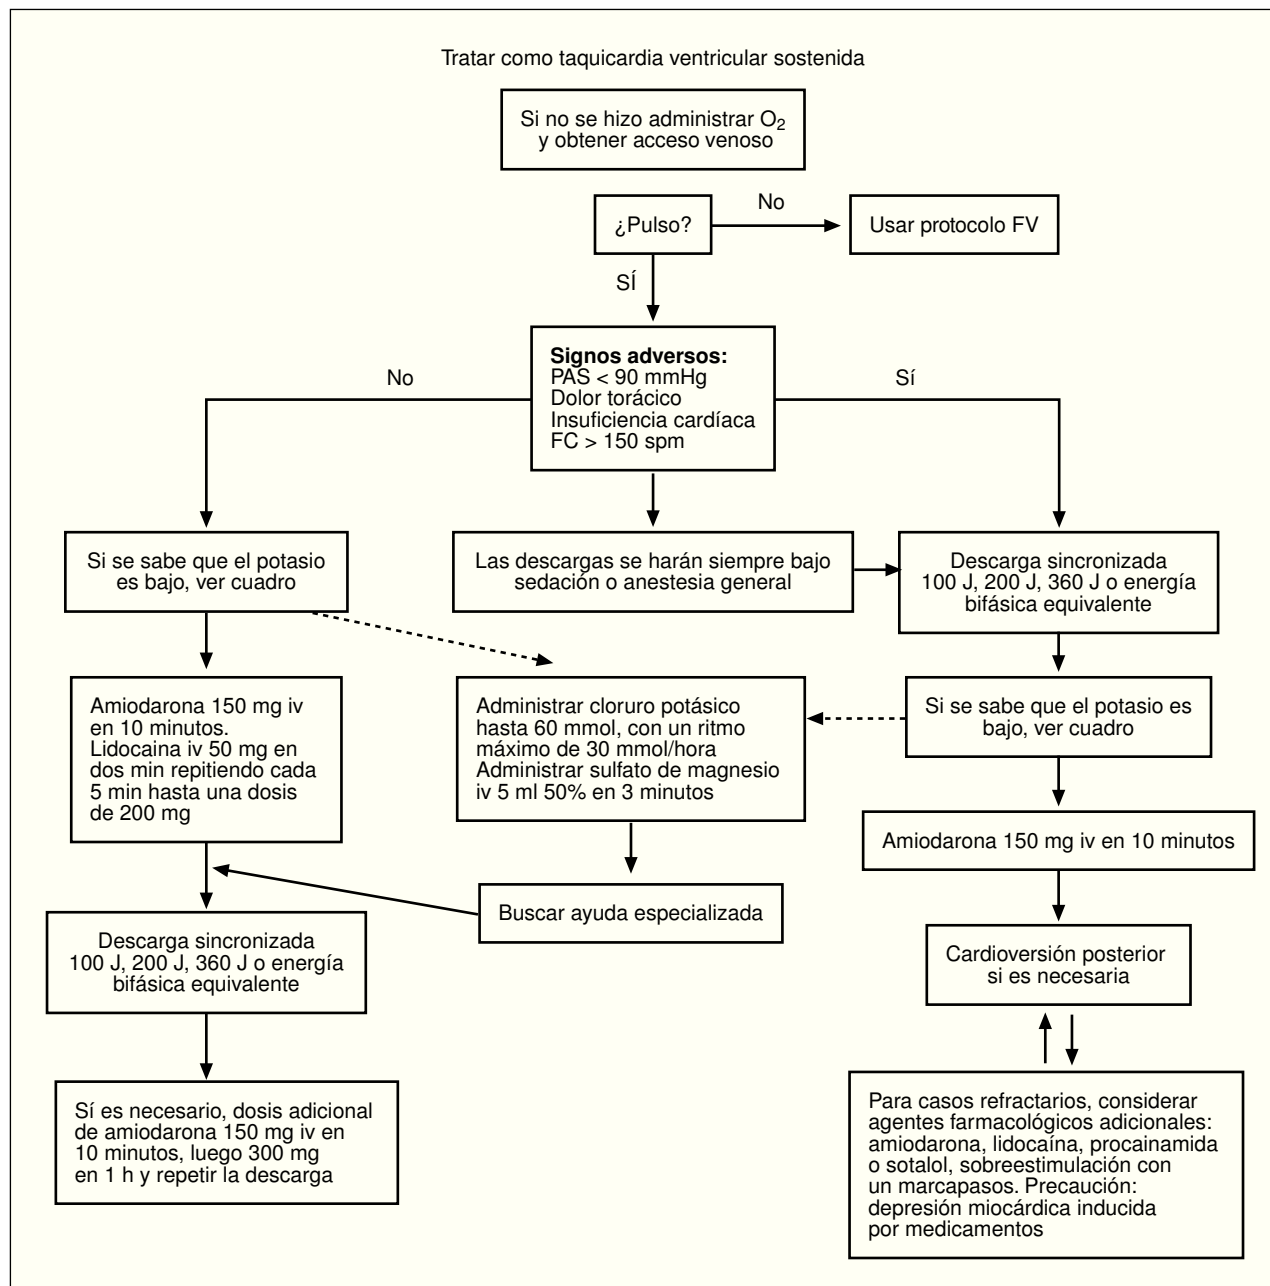 Tratar como taquicardia ventricular sostenida
Si no se hizo administrar O₂
y obtener acceso venoso
¿Pulso?
No
Usar protocolo FV
SÍ
Signos adversos:
PAS < 90 mmHg
Dolor torácico
Insuficiencia cardíaca
FC > 150 spm
No
Sí
Si se sabe que el potasio
es bajo, ver cuadro
Las descargas se harán siempre bajo
sedación o anestesia general
Descarga sincronizada
100 J, 200 J, 360 J o energía
bifásica equivalente
Amiodarona 150 mg iv
en 10 minutos.
Lidocaina iv 50 mg en
dos min repitiendo cada
5 min hasta una dosis
de 200 mg
Administrar cloruro potásico
hasta 60 mmol, con un ritmo
máximo de 30 mmol/hora
Administrar sulfato de magnesio
iv 5 ml 50% en 3 minutos
Si se sabe que el potasio es
bajo, ver cuadro
Amiodarona 150 mg iv en 10 minutos
Buscar ayuda especializada
Descarga sincronizada
100 J, 200 J, 360 J o energía
bifásica equivalente
Cardioversión posterior
si es necesaria
Sí es necesario, dosis adicional
de amiodarona 150 mg iv en
10 minutos, luego 300 mg
en 1 h y repetir la descarga
Para casos refractarios, considerar
agentes farmacológicos adicionales:
amiodarona, lidocaína, procainamida
o sotalol, sobreestimulación con
un marcapasos. Precaución:
depresión miocárdica inducida
por medicamentos